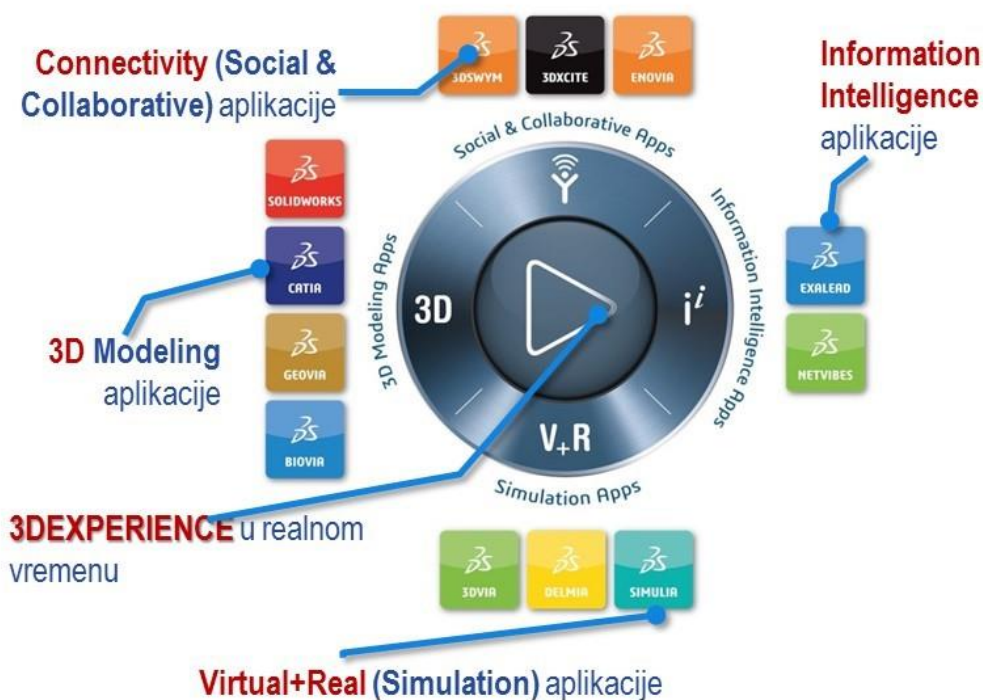 Connectivity (Social &
Collaborative) aplikacije
3DSWYM
3DXCITE
ENOVIA
Information
Intelligence
aplikacije
Social & Collaborative Apps
SOLIDWORKS
CATIA
GEOVIA
BIOVIA
3D Modeling Apps
3D
Information Intelligence Apps
i i
EXALEAD
NETVIBES
3D Modeling
aplikacije
V+R
Simulation Apps
3DEXPERIENCE u realnom
vremenu
3DVIA
DELMIA
SIMULIA
Virtual+Real (Simulation) aplikacije